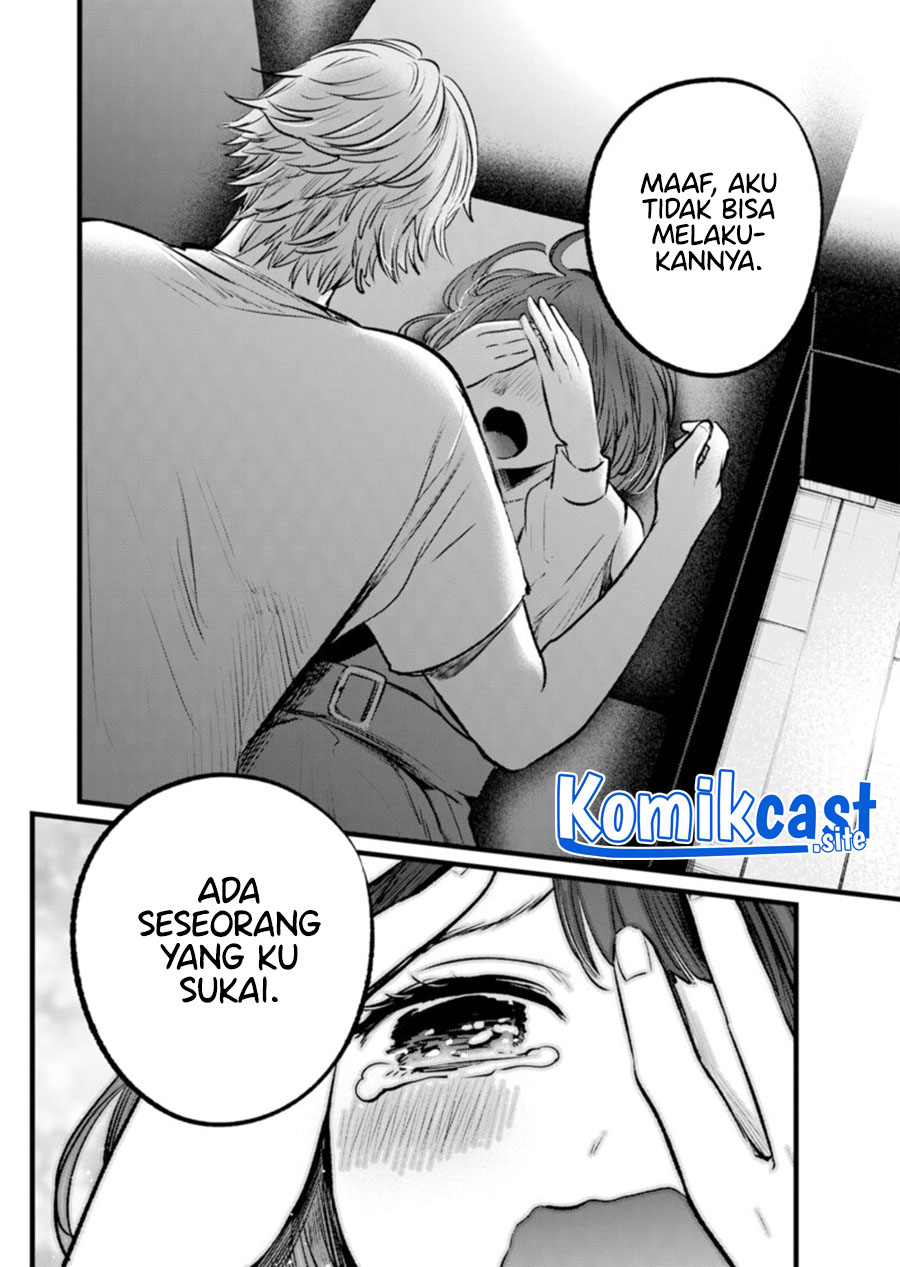 MAAF, AKU
TIDAK BISA
MELAKU-
KANNYA.
Komikcast
.site
ADA
SESEORANG
YANG KU
SUKAI.